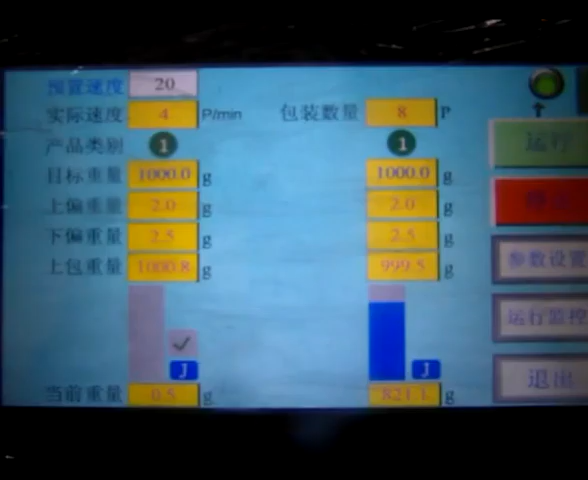 预置速度 20
实际速度 4 P/min 包装数量 8 P
产品类别 1 1
运行
目标重量 1000.0 g 1000.0 g
上偏重量 2.0 g 2.0 g
停止
下偏重量 2.5 g 2.5 g
参数设置
上包重量 1000.8 g 999.5 g
运行监控
J J
退出
当前重量 0.5 g 821.1 g